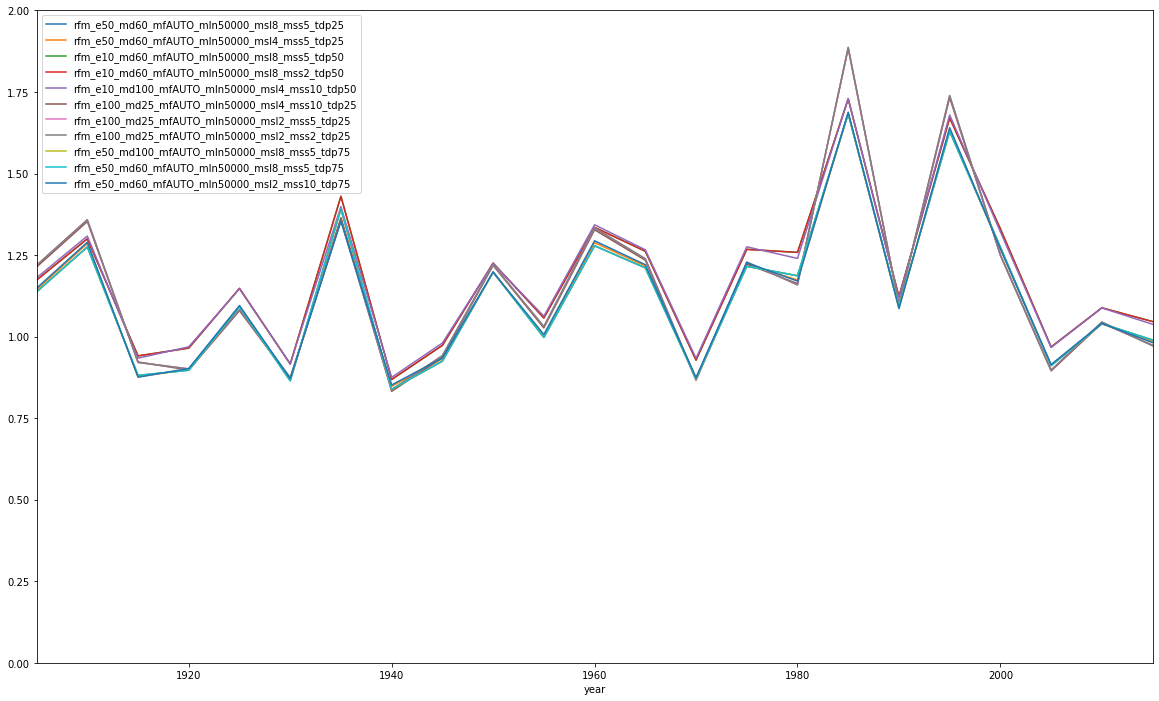 2.00
1.75
1.50
1.25
1.00
0.75
0.50
0.25
0.00
rfm_e50_md60_mfAUTO_mln50000_msl8_mss5_tdp25
rfm_e50_md60_mfAUTO_mln50000_msl4_mss5_tdp25
rfm_e10_md60_mfAUTO_mln50000_msl8_mss5_tdp50
rfm_e10_md60_mfAUTO_mln50000_msl8_mss2_tdp50
rfm_e10_md100_mfAUTO_mln50000_msl4_mss10_tdp50
rfm_e100_md25_mfAUTO_mln50000_msl4_mss10_tdp25
rfm_e100_md25_mfAUTO_mln50000_msl2_mss5_tdp25
rfm_e100_md25_mfAUTO_mln50000_msl2_mss2_tdp25
rfm_e50_md100_mfAUTO_mln50000_msl8_mss5_tdp75
rfm_e50_md60_mfAUTO_mln50000_msl8_mss5_tdp75
rfm_e50_md60_mfAUTO_mln50000_msl2_mss10_tdp75
1920 1940 1960 1980 2000
year